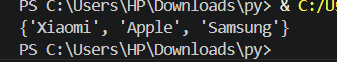 PS C:\Users\HP\Downloads\py> & C:/U
{'Xiaomi', 'Apple', 'Samsung'}
PS C:\Users\HP\Downloads\py>